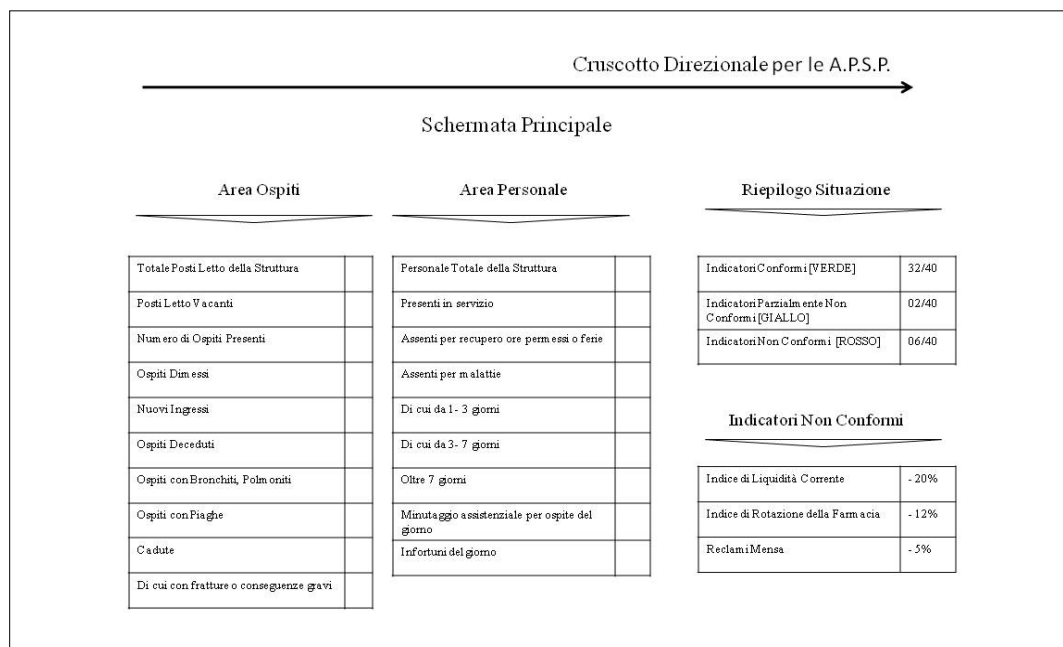 Cruscotto Direzionale per le A.P.S.P.
Schermata Principale
Area Ospiti
Totale Posti Letto della Struttura
Posti Letto Vacanti
Numero di Ospiti Presenti
Ospiti Dimessi
Nuovi Ingressi
Ospiti Deceduti
Ospiti con Bronchiti, Polmoniti
Ospiti con Piaghe
Cadute
Di cui con fratture o conseguenze gravi
Area Personale
Personale Totale della Struttura
Presenti in servizio
Assenti per recupero ore permessi o ferie
Assenti per malattie
Di cui da 1- 3 giorni
Di cui da 3- 7 giorni
Oltre 7 giorni
Minutaggio assistenziale per ospite del
giorno
Infortuni del giorno
Riepilogo Situazione
Indicatori Conformi [VERDE] 32/40
Indicatori Parzialmente Non 02/40
Conformi [GIALLO]
Indicatori Non Conformi [ROSSO] 06/40
Indicatori Non Conformi
Indice di Liquidità Corrente - 20%
Indice di Rotazione della Farmacia - 12%
Reclami Mensa - 5%